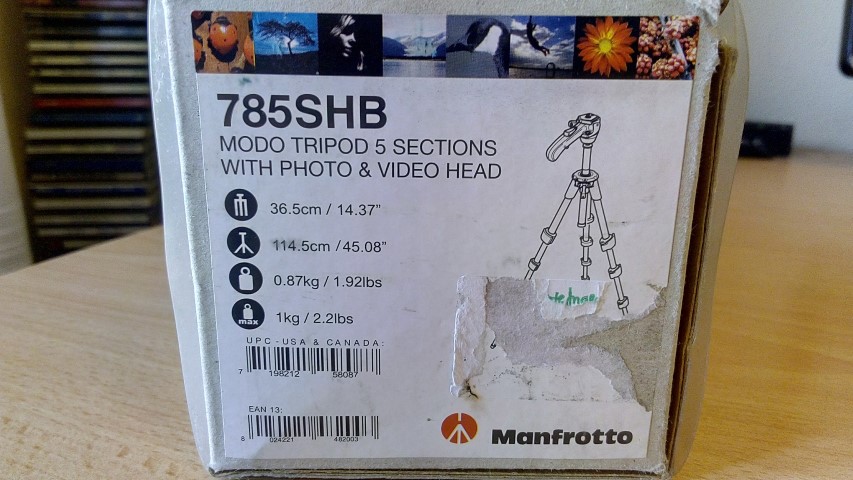 785SHB
MODO TRIPOD 5 SECTIONS
WITH PHOTO & VIDEO HEAD
36.5cm / 14.37"
114.5cm / 45.08"
0.87kg / 1.92lbs
max
1kg / 2.2lbs
UPC - USA & CANADA:
7 198212 58087
EAN 13:
8 024221 482003
Manfrotto